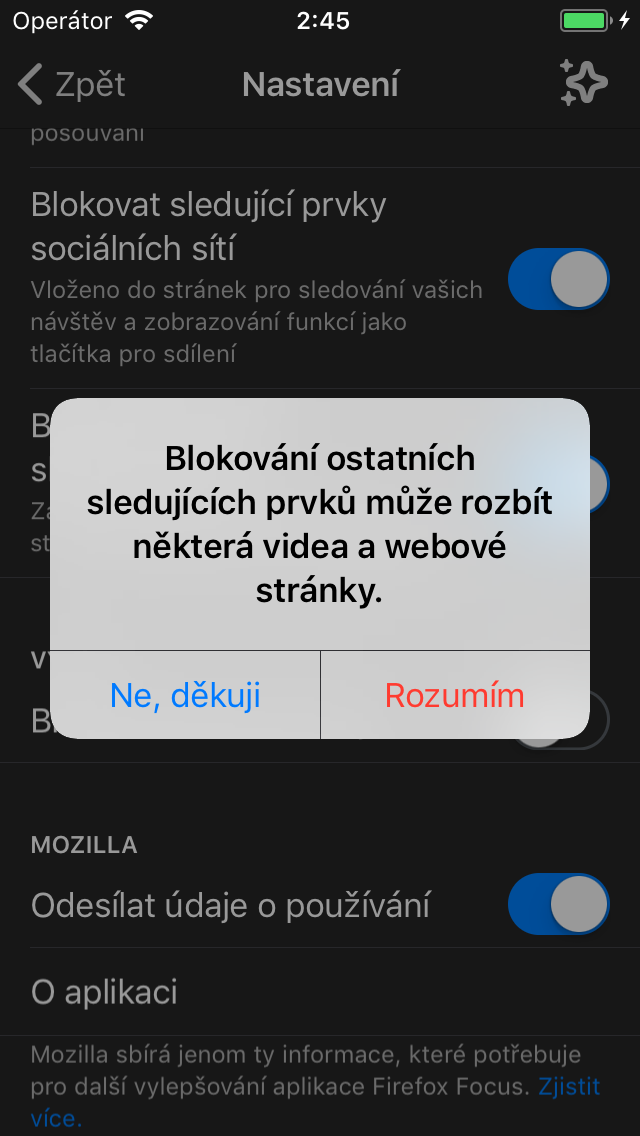 Operátor
2:45
Zpět
Nastavení
posouvání
Blokovat sledující prvky
sociálních sítí
Vloženo do stránek pro sledování vašich
návštěv a zobrazování funkcí jako
tlačítka pro sdílení
Blokování ostatních
sledujících prvků může rozbít
některá videa a webové
stránky.
Ne, děkuji
Rozumím
MOZILLA
Odesílat údaje o používání
O aplikaci
Mozilla sbírá jenom ty informace, které potřebuje
pro další vylepšování aplikace Firefox Focus. Zjistit
více.